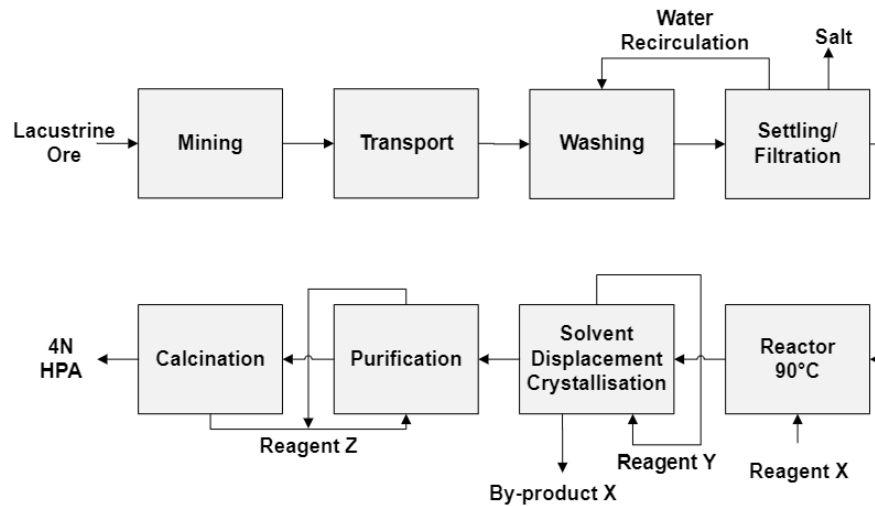 Water
Recirculation
Salt
Lacustrine
Ore
Mining
Transport
Washing
Settling/
Filtration
4N
HPA
Calcination
Purification
Solvent
Displacement
Crystallisation
Reactor
90°C
Reagent Z
Reagent Y
Reagent X
By-product X